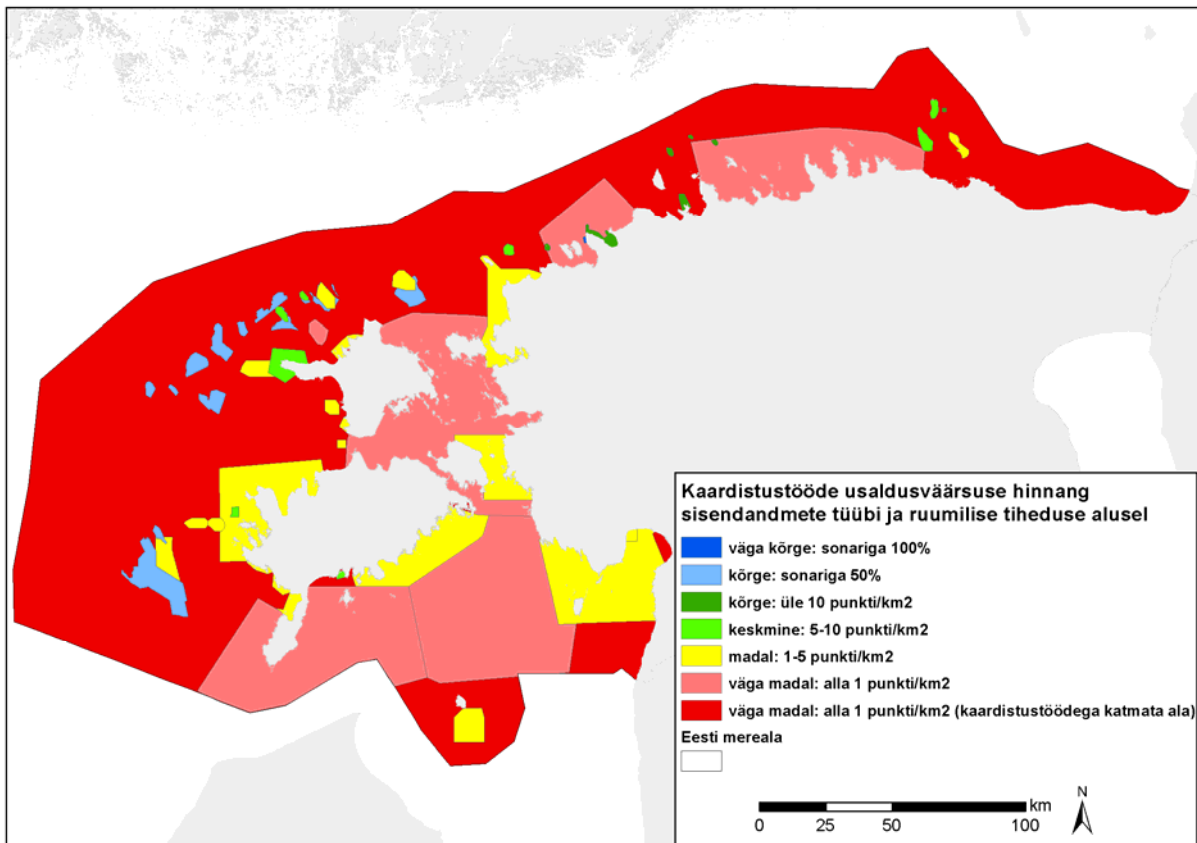 Kaardistustööde usaldusväärsuse hinnang
sisendandmete tüübi ja ruumilise tiheduse alusel
väga kõrge: sonariga 100%
kõrge: sonariga 50%
kõrge: üle 10 punkti/km2
keskmine: 5-10 punkti/km2
madal: 1-5 punkti/km2
väga madal: alla 1 punkti/km2
väga madal: alla 1 punkti/km2 (kaardistustöödega katmata ala)
Eesti mereala
km
0 25 50 100
N